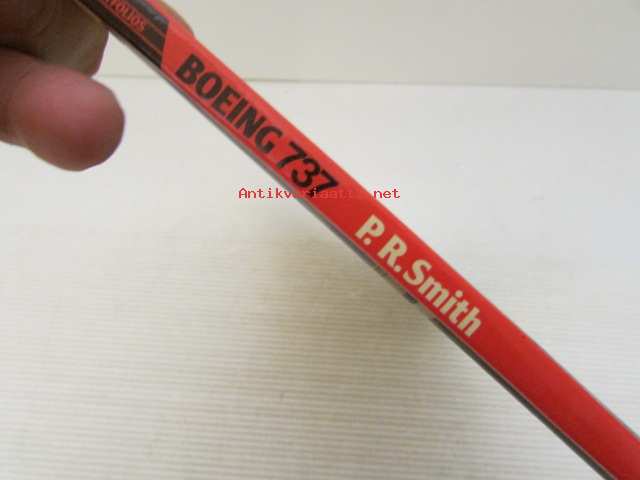 BOEING 737
P. R. Smith
Antikvariaatti.net